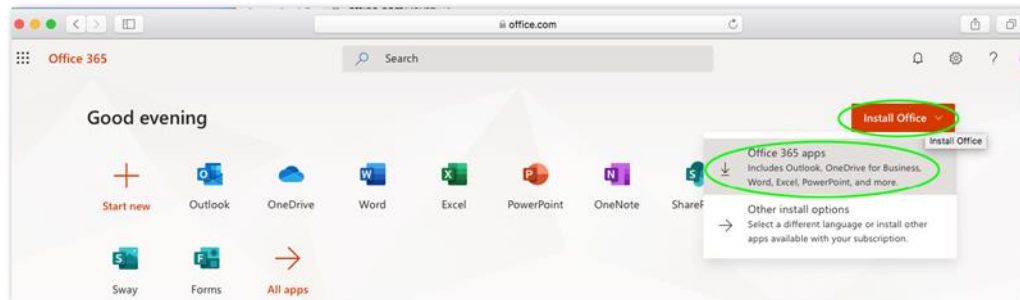 office.com
Office 365
Search
?
Good evening
Install Office
Install Office
Office 365 apps
Includes Outlook, OneDrive for Business,
Word, Excel, PowerPoint, and more.
Other install options
Select a different language or install other
apps available with your subscription.
Start new
Outlook
OneDrive
Word
Excel
PowerPoint
OneNote
ShareP
Sway
Forms
All apps